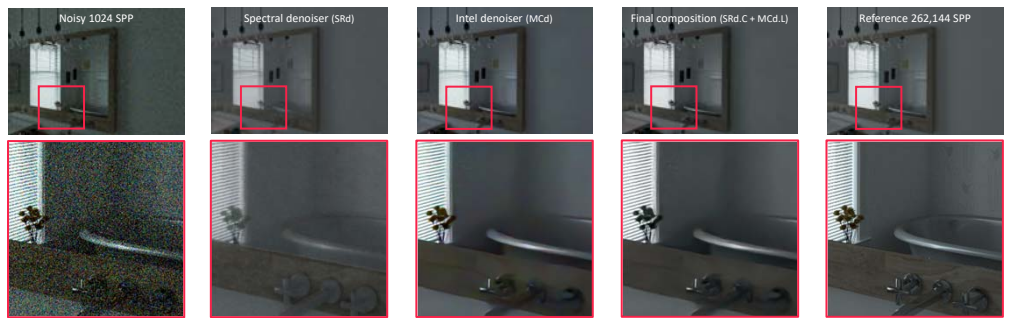 Noisy 1024 SPP
Spectral denoiser (SRd)
Intel denoiser (MCd)
Final composition (SRd.C + MCd.L)
Reference 262,144 SPP